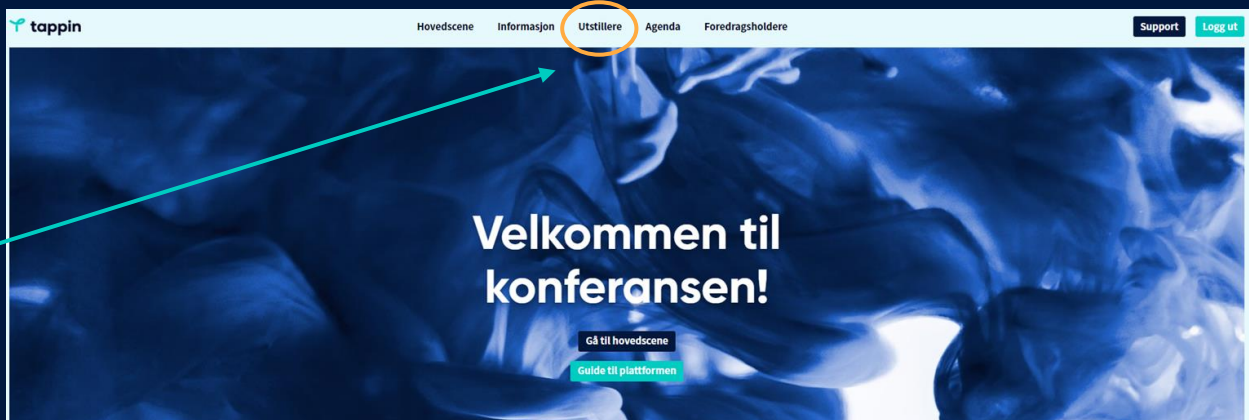 tappin
Hovedscene Informasjon Utstillere Agenda Foredragsholdere
Support Logg ut
Velkommen til
konferansen!
Gå til hovedscene
Guide til plattformen